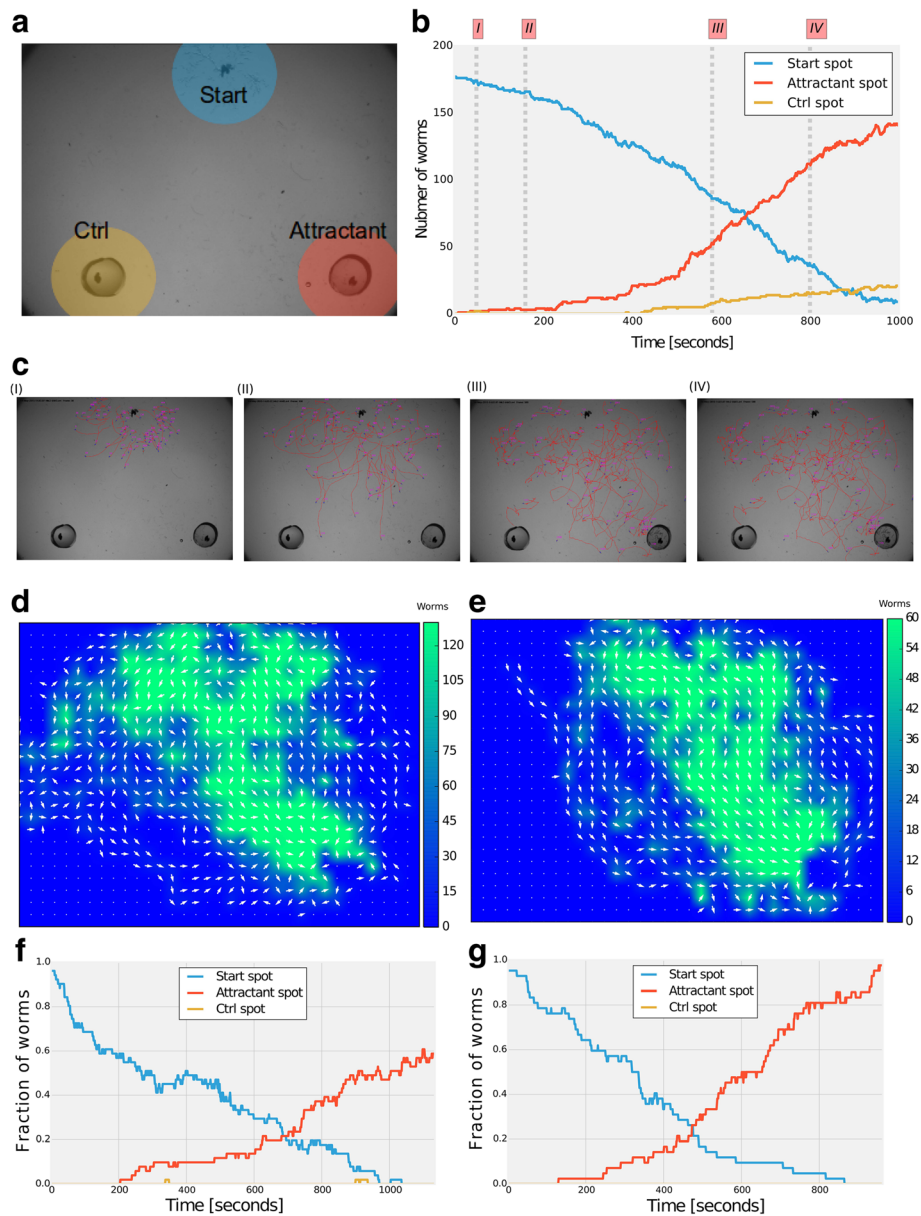 a
Start
Ctrl
Attractant
b
I II III IV
Nubmer of worms
200
150
100
50
0
Start spot
Attractant spot
Ctrl spot
0 200 400 600 800 1000
Time [seconds]
c
(I) (II) (III) (IV)
d
Worms
120
105
90
75
60
45
30
15
0
e
Worms
60
54
48
42
36
30
24
18
12
6
0
f
Fraction of worms
1.0
0.8
0.6
0.4
0.2
0.0
Start spot
Attractant spot
Ctrl spot
0 200 400 600 800 1000
Time [seconds]
g
Fraction of worms
1.0
0.8
0.6
0.4
0.2
0.0
Start spot
Attractant spot
Ctrl spot
0 200 400 600 800
Time [seconds]